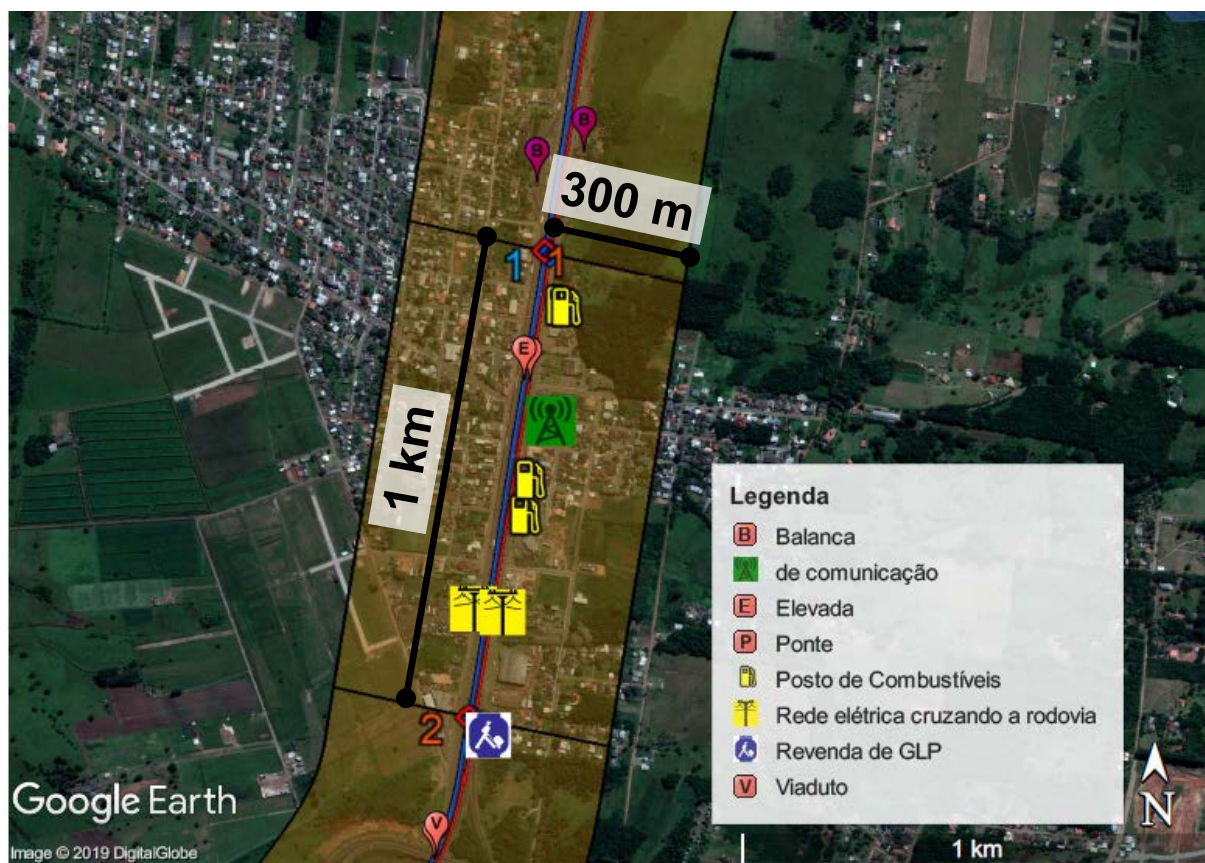 B
B
300 m
1
1
E
1 km
2
V
Legenda
B Balanca
de comunicação
E Elevada
P Ponte
Posto de Combustíveis
Rede elétrica cruzando a rodovia
Revenda de GLP
V Viaduto
Google Earth
N
Image © 2019 DigitalGlobe
1 km